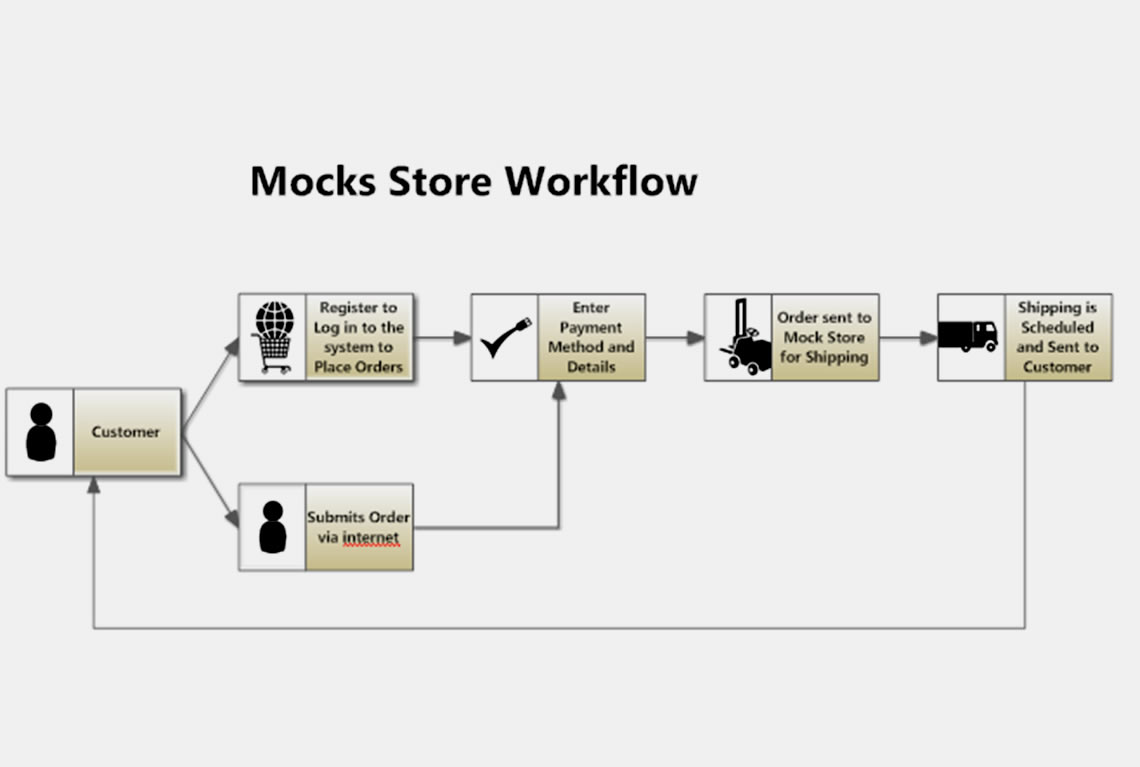 Mocks Store Workflow
Register to
Log in to the
system to
Place Orders
Enter
Payment
Method and
Details
Order sent to
Mock Store
for Shipping
Shipping is
Scheduled
and Sent to
Customer
Customer
Submits Order
via internet